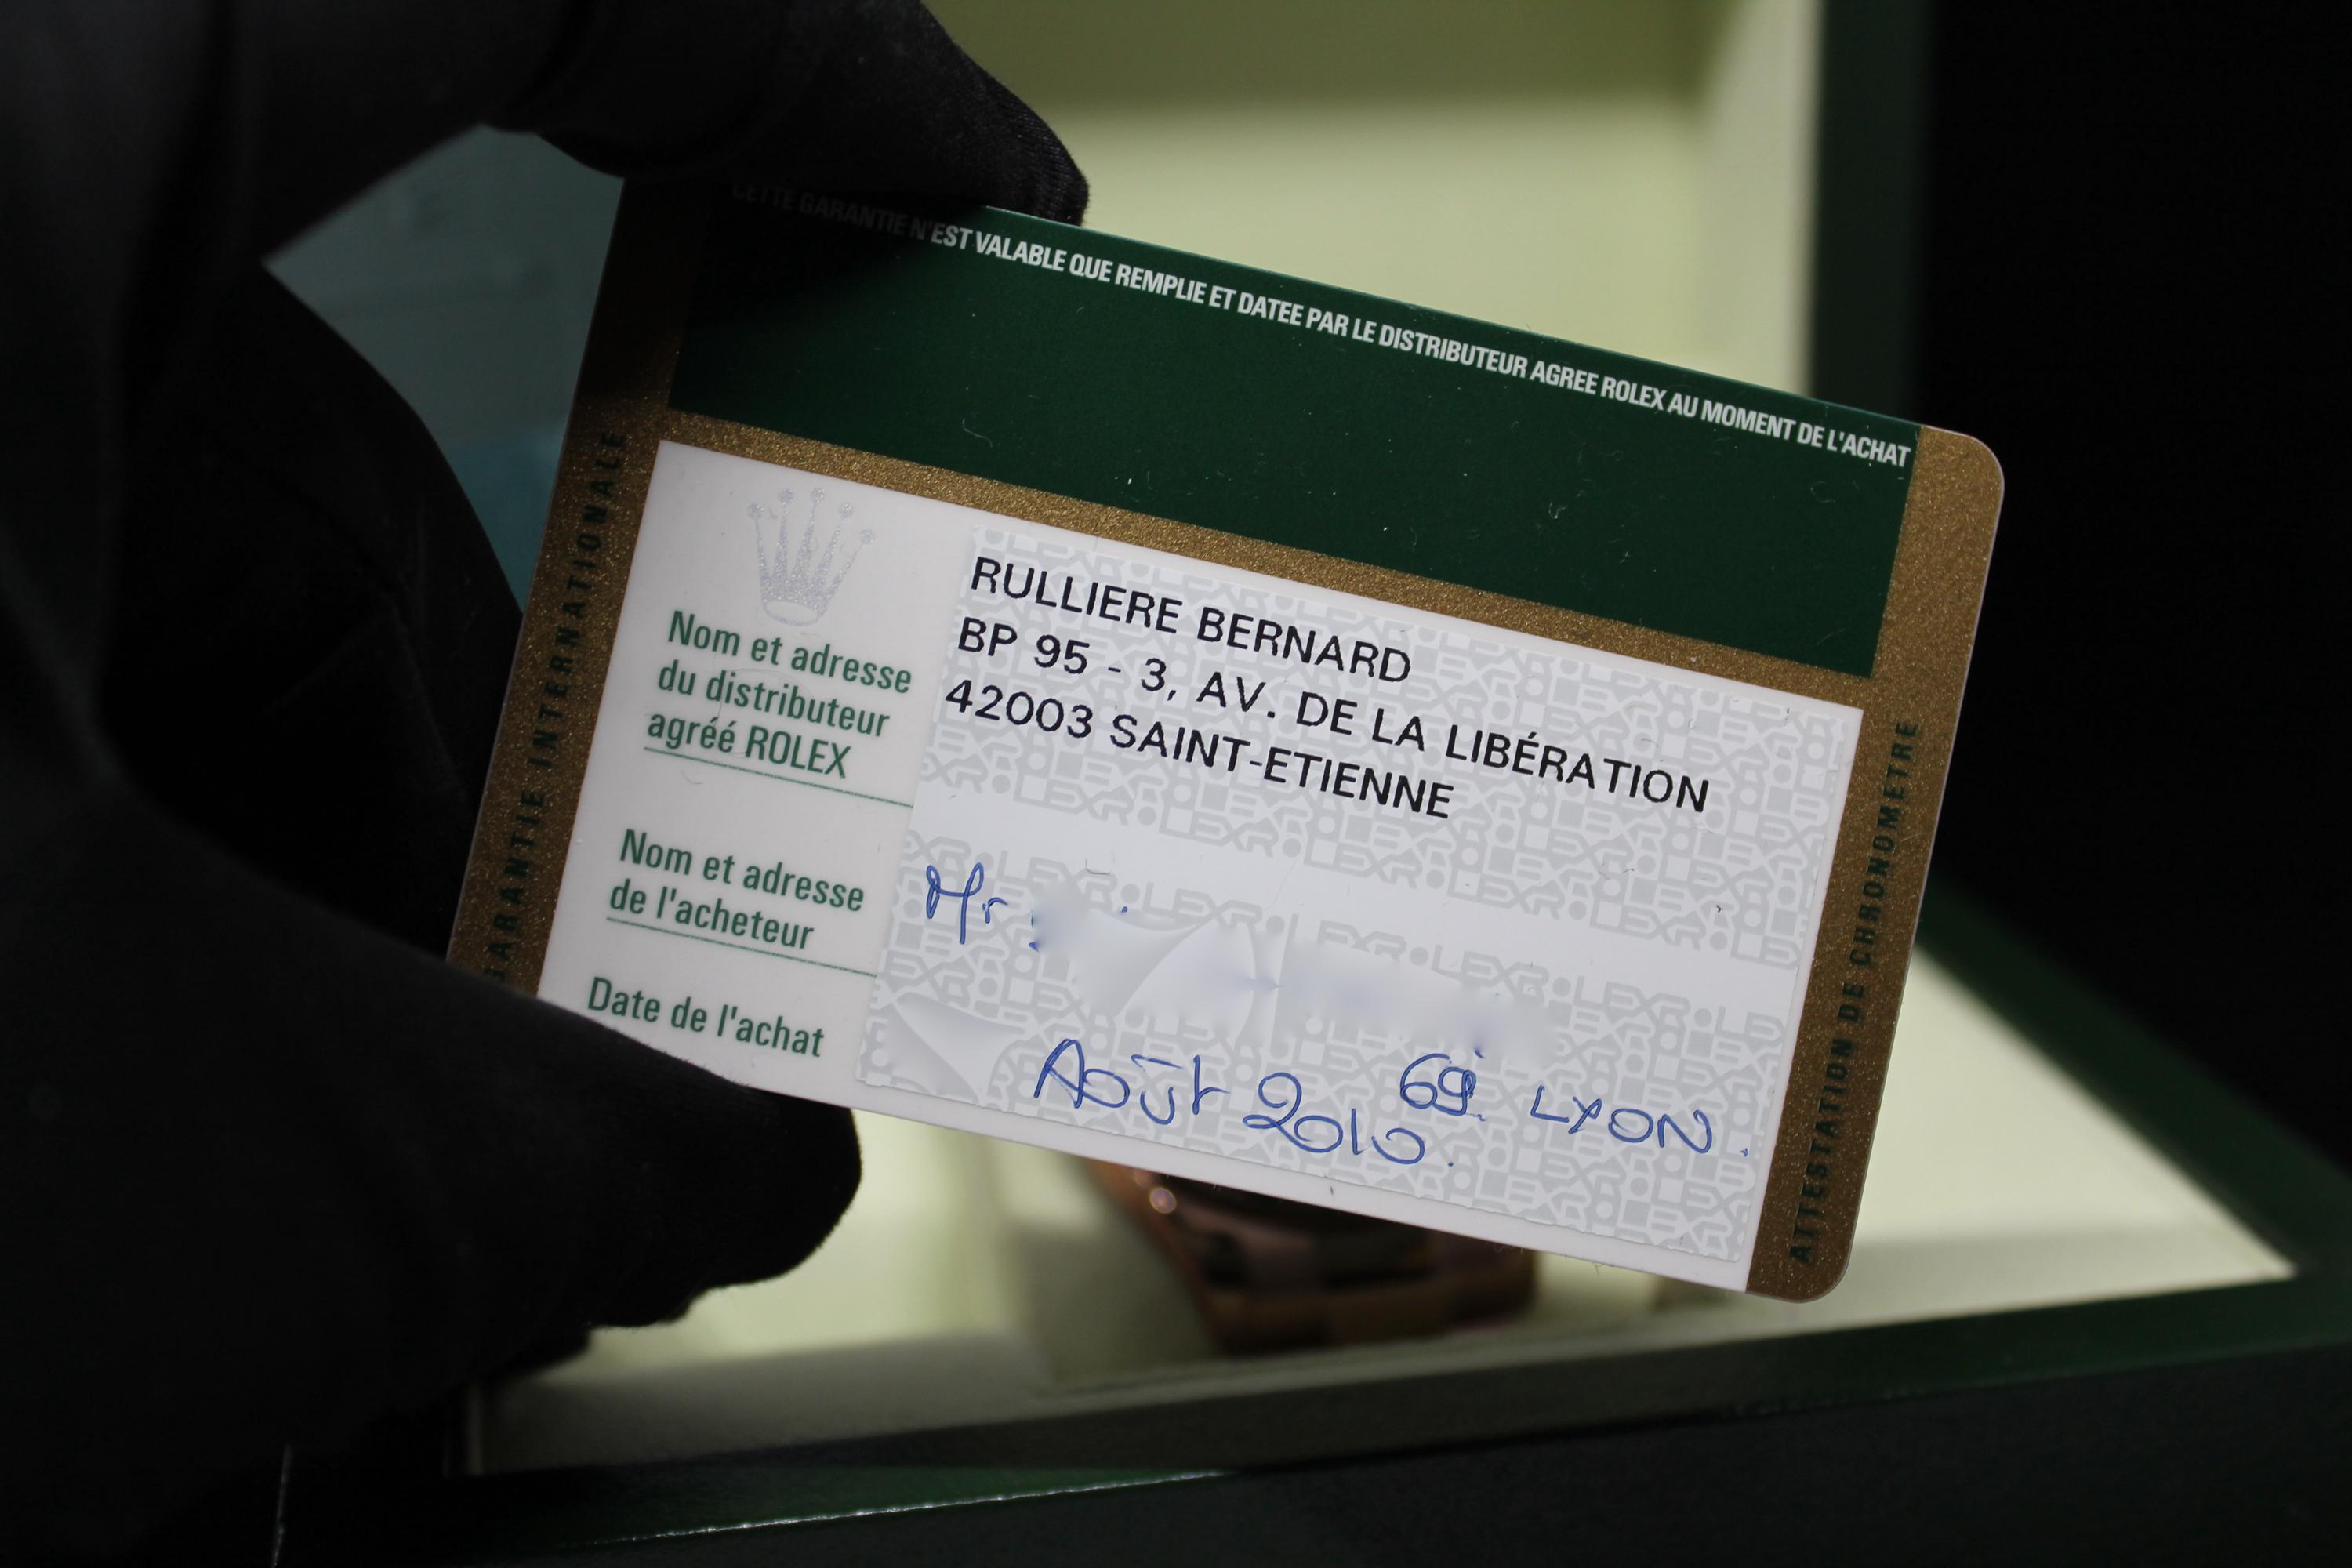 CETTE GARANTIE N'EST VALABLE QUE REMPLIE ET DATEE PAR LE DISTRIBUTEUR AGREE ROLEX AU MOMENT DE L'ACHAT
GARANTIE INTERNATIONALE
Nom et adresse
du distributeur
agréé ROLEX
RULLIERE BERNARD
BP 95 - 3, AV. DE LA LIBÉRATION
42003 SAINT-ETIENNE
Nom et adresse
de l'acheteur
Mr
69 LYON.
Date de l'achat
Août 2010.
ATTESTATION DE CHRONOMETRE